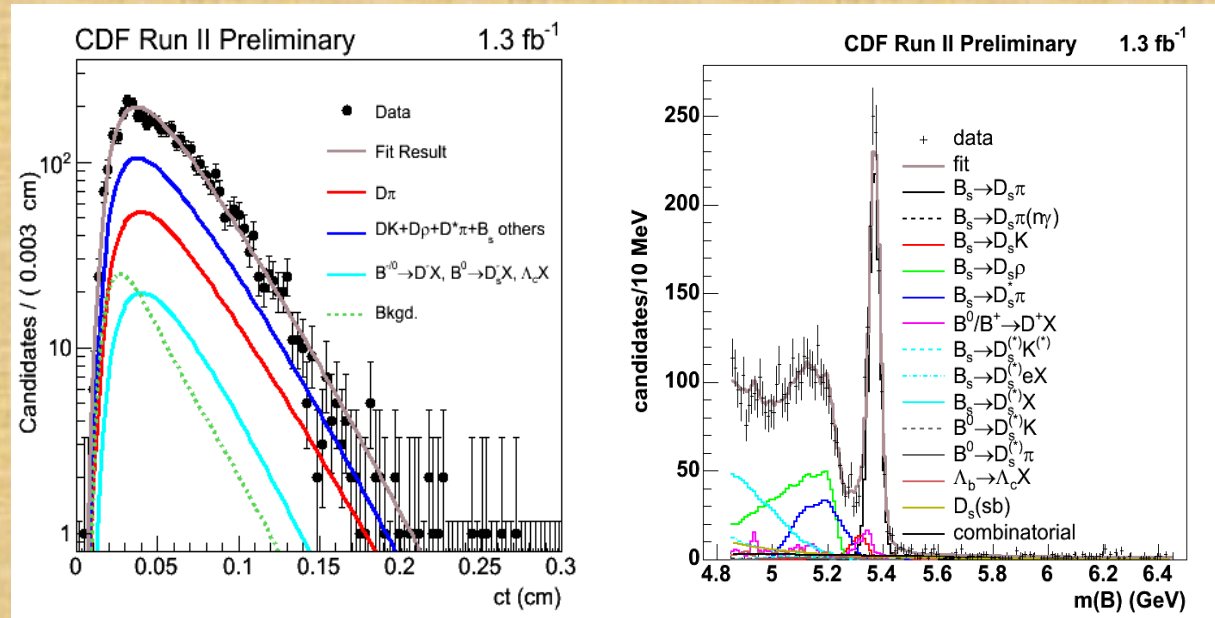 CDF Run II Preliminary 1.3 fb⁻¹
Candidates / ( 0.003 cm)
10²
10
1
Data
Fit Result
Dπ
DK+Dρ+D*π+Bₛ others
B⁻/⁰→D⁻X, B⁰→Dₛ⁻X, Λ_cX
Bkgd.
0 0.05 0.1 0.15 0.2 0.25 0.3
ct (cm)
CDF Run II Preliminary 1.3 fb⁻¹
candidates/10 MeV
250
200
150
100
50
0
data
fit
Bₛ→Dₛπ
Bₛ→Dₛπ(nγ)
Bₛ→DₛK
Bₛ→Dₛρ
Bₛ→Dₛ*π
B⁰/B⁺→D⁺X
Bₛ→Dₛ⁽*⁾K⁽*⁾
Bₛ→Dₛ⁽*⁾eX
Bₛ→Dₛ⁽*⁾X
B⁰→Dₛ⁽*⁾K
B⁰→Dₛ⁽*⁾π
Λ_b→Λ_cX
Dₛ(sb)
combinatorial
4.8 5 5.2 5.4 5.6 5.8 6 6.2 6.4
m(B) (GeV)